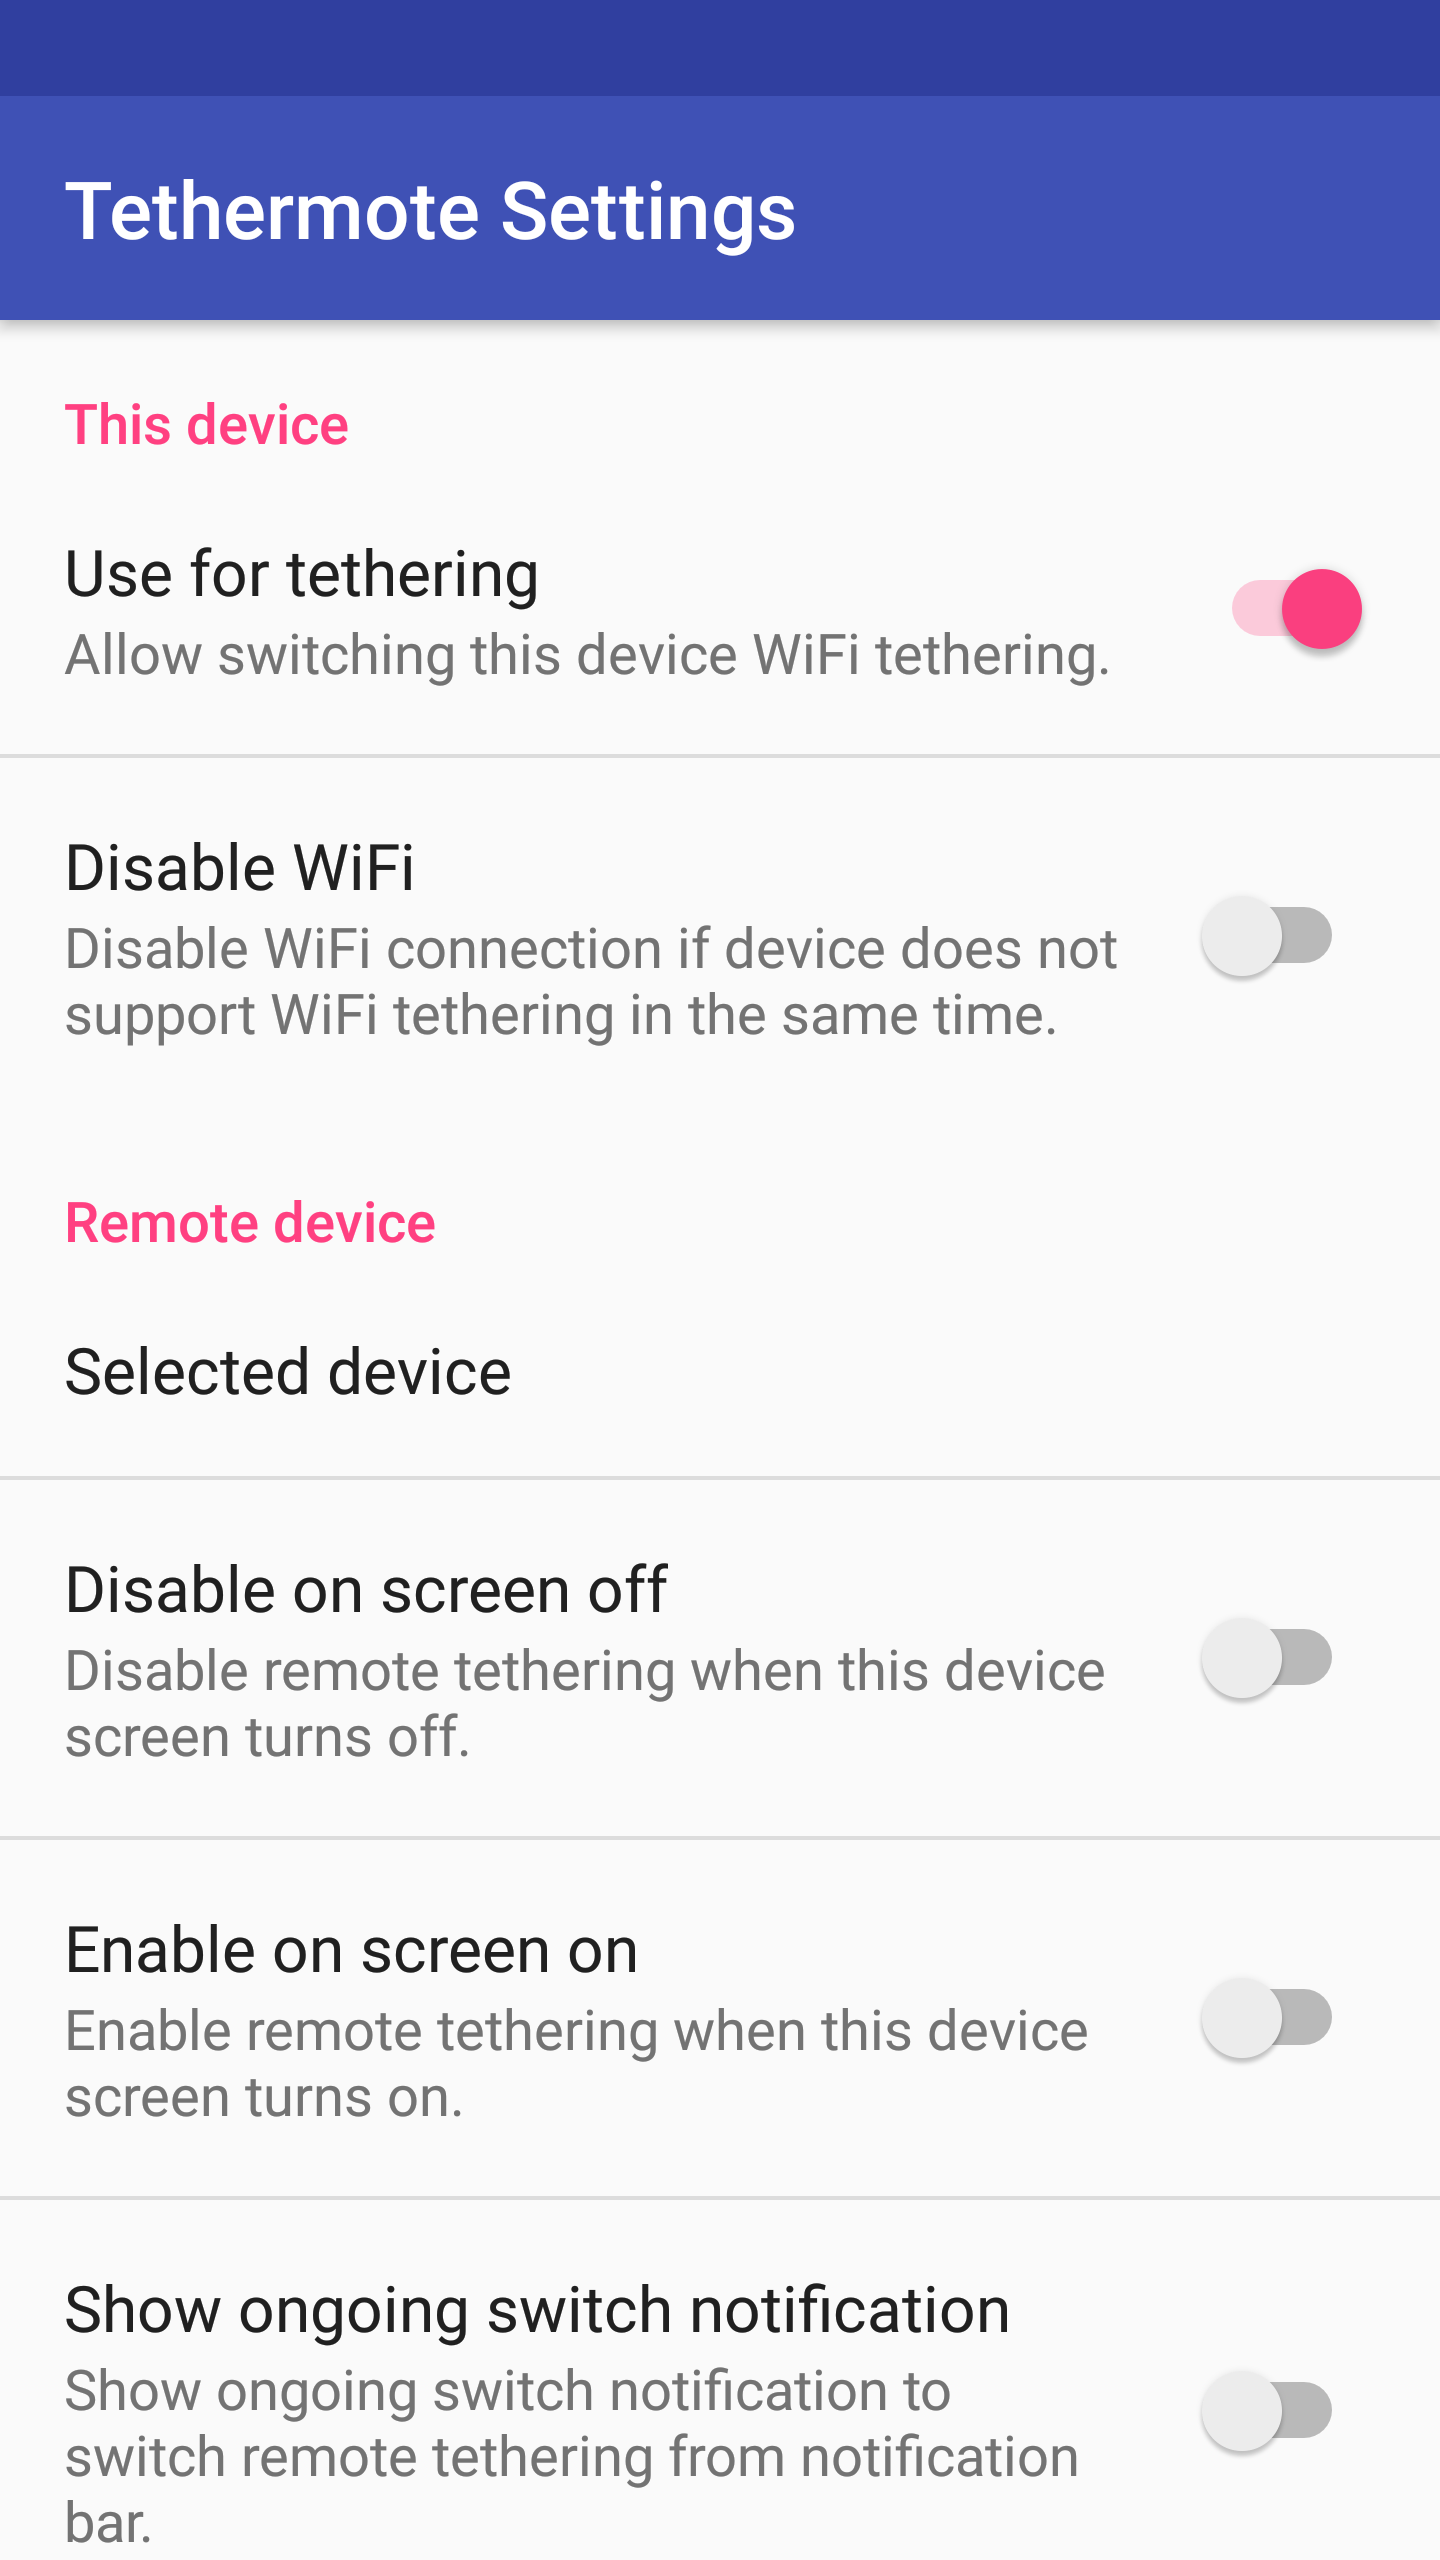 Tethermote Settings
This device
Use for tethering
Allow switching this device WiFi tethering.
Disable WiFi
Disable WiFi connection if device does not
support WiFi tethering in the same time.
Remote device
Selected device
Disable on screen off
Disable remote tethering when this device
screen turns off.
Enable on screen on
Enable remote tethering when this device
screen turns on.
Show ongoing switch notification
Show ongoing switch notification to
switch remote tethering from notification
bar.